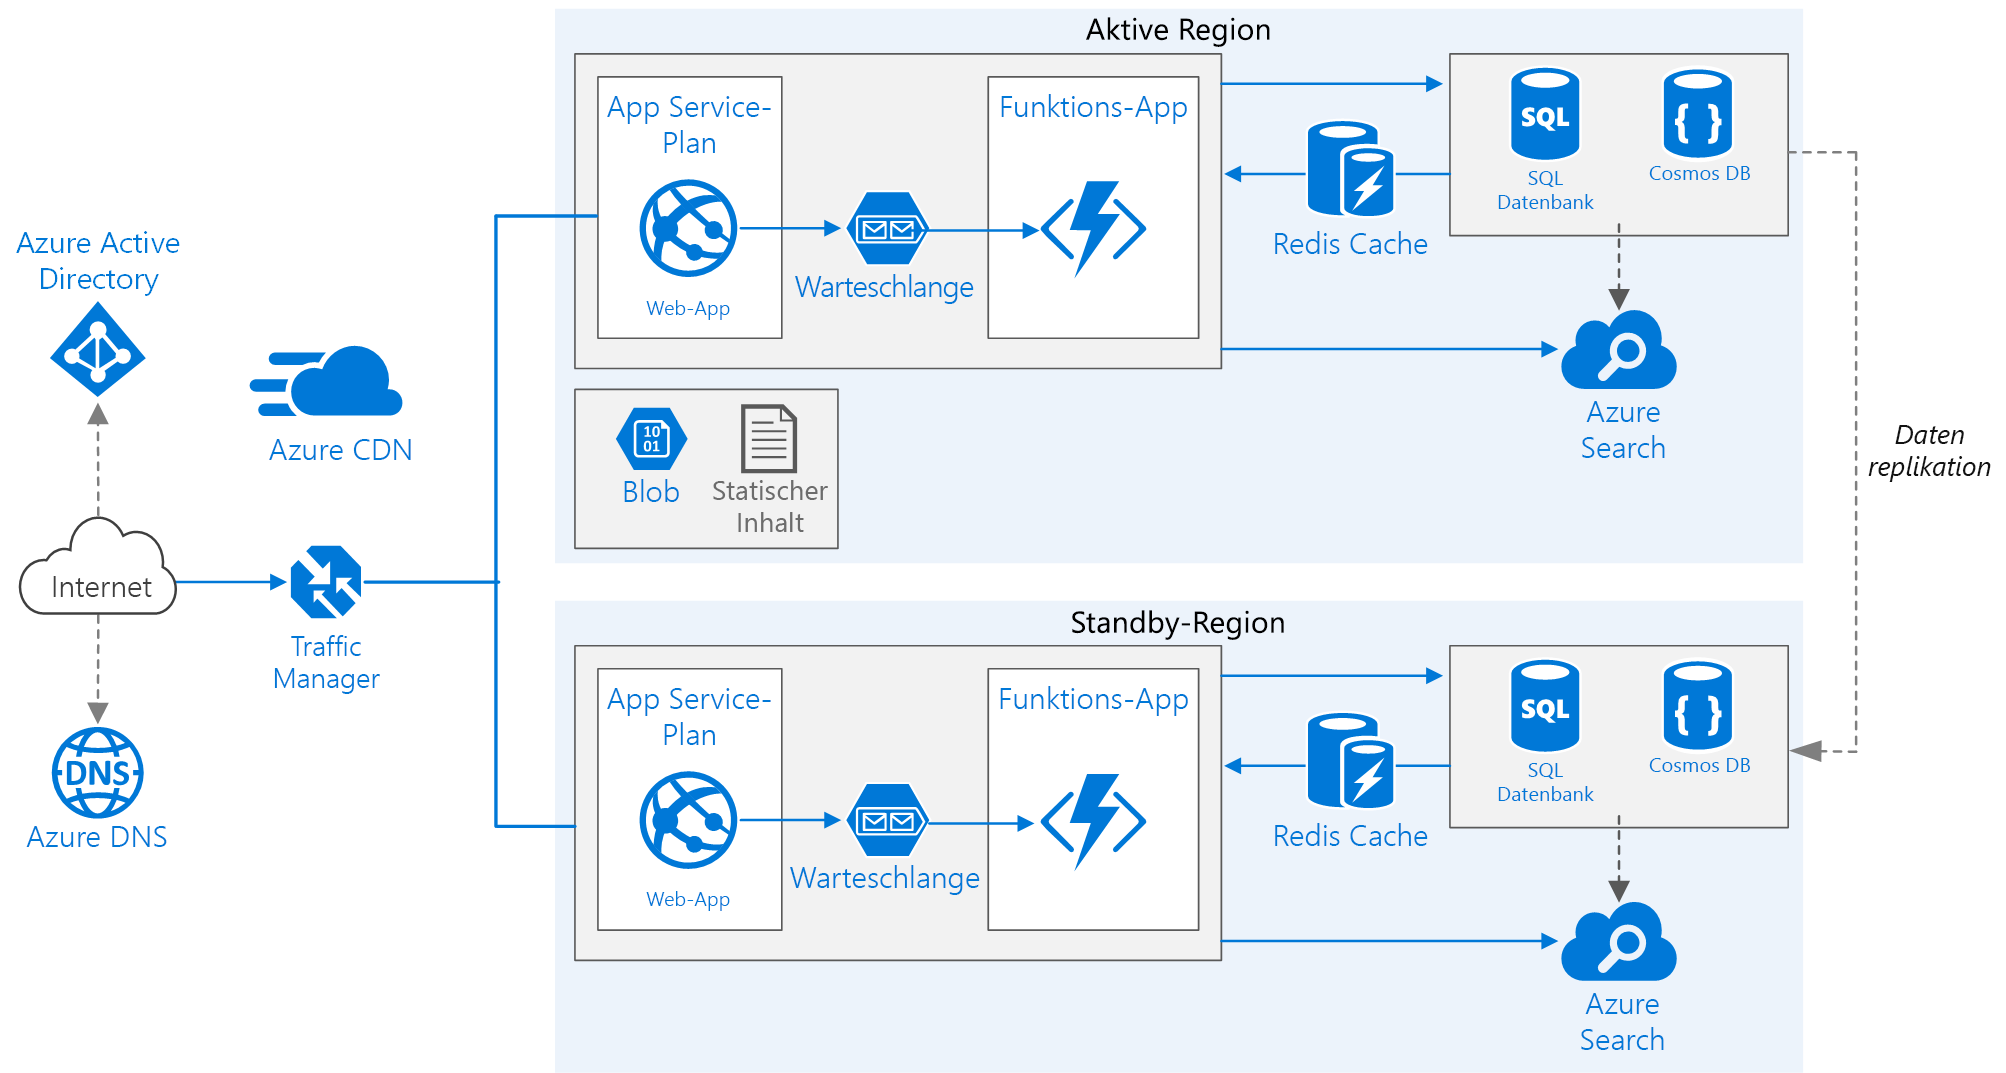 Aktive Region
App Service-
Plan
Web-App
Warteschlange
Funktions-App
Redis Cache
SQL
SQL
Datenbank
{ }
Cosmos DB
Azure
Search
10
01
Blob
Statischer
Inhalt
Azure Active
Directory
Azure CDN
Internet
Traffic
Manager
DNS
Azure DNS
Daten
replikation
Standby-Region
App Service-
Plan
Web-App
Warteschlange
Funktions-App
Redis Cache
SQL
SQL
Datenbank
{ }
Cosmos DB
Azure
Search